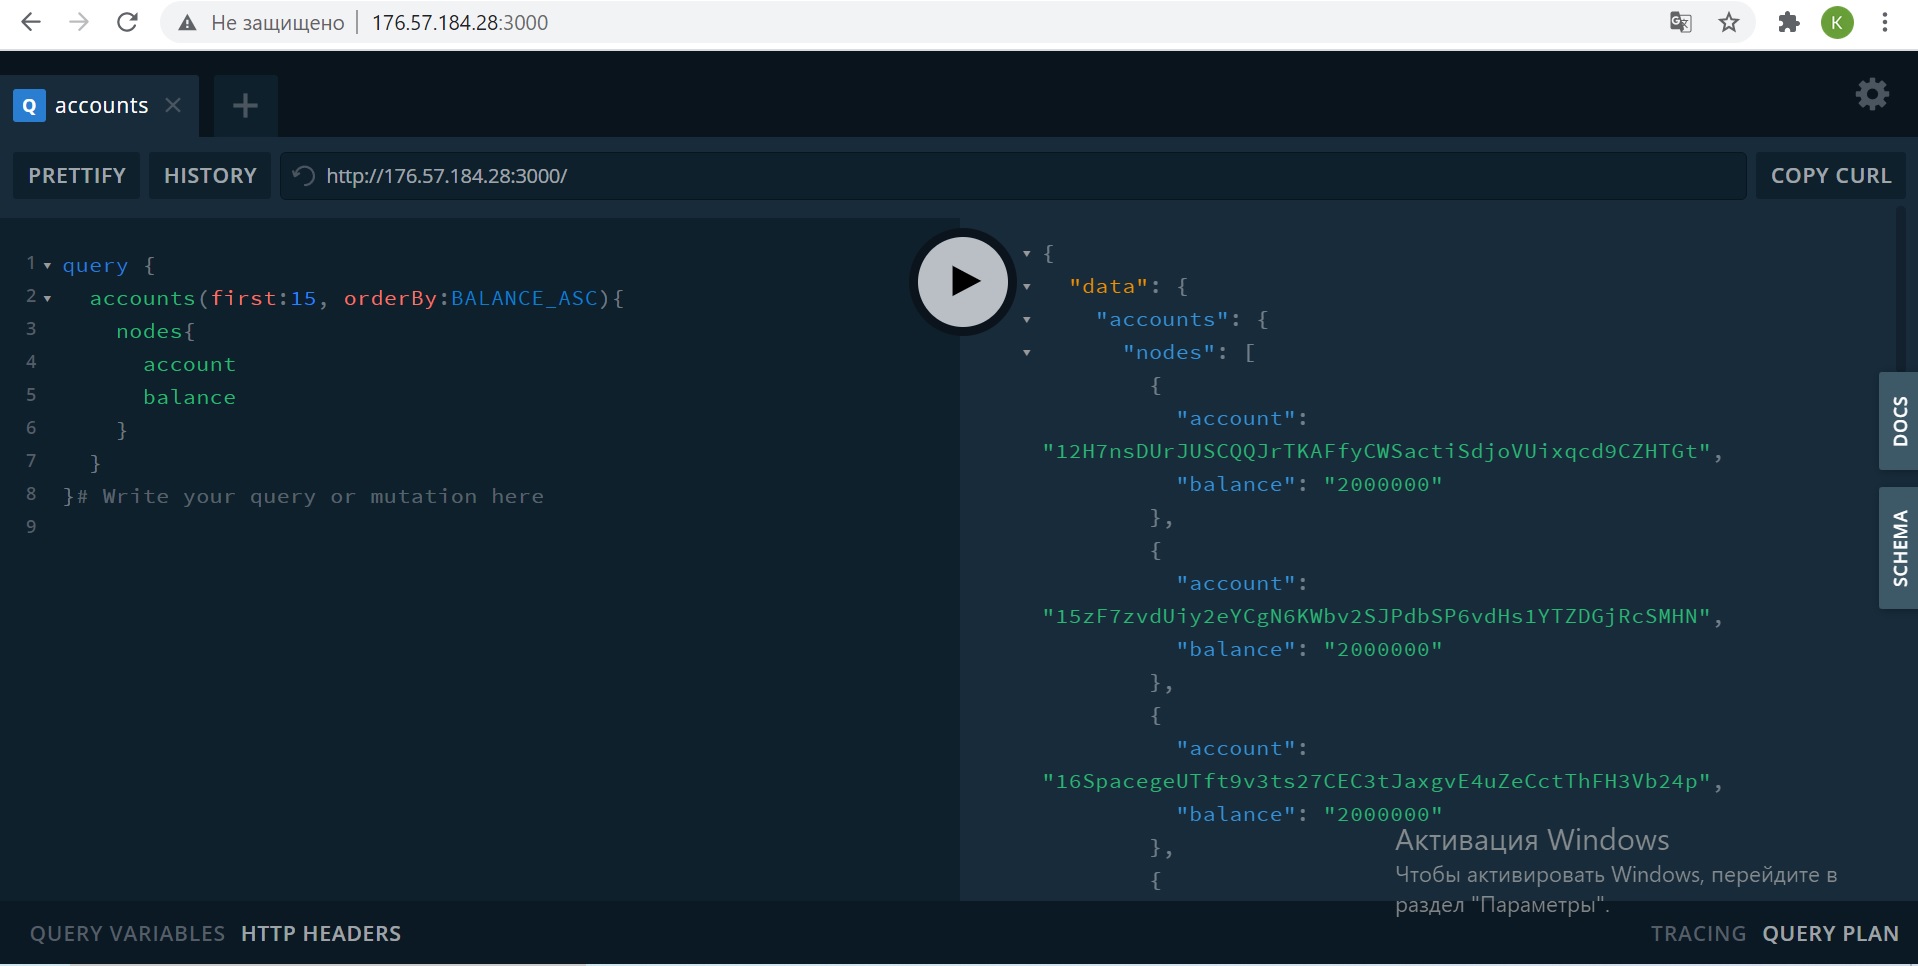 Не защищено 176.57.184.28:3000
K
Q accounts
PRETTIFY HISTORY http://176.57.184.28:3000/ COPY CURL
1 query {
2 accounts(first:15, orderBy:BALANCE_ASC){
3 nodes{
4 account
5 balance
6 }
7 }
8 }# Write your query or mutation here
9
{
"data": {
"accounts": {
"nodes": [
{
"account":
"12H7nsDUrJUSCQQJrTKAFfyCWSactiSdjoVUixqcd9CZHTGt",
"balance": "2000000"
},
{
"account":
"15zF7zvdUiy2eYCgN6KWbv2SJPdbSP6vdHs1YTZDGjRcSMHN",
"balance": "2000000"
},
{
"account":
"16SpacegeUTft9v3ts27CEC3tJaxgvE4uZeCctThFH3Vb24p",
"balance": "2000000"
},
{
DOCS
SCHEMA
Активация Windows
Чтобы активировать Windows, перейдите в
раздел "Параметры".
QUERY VARIABLES HTTP HEADERS
TRACING QUERY PLAN